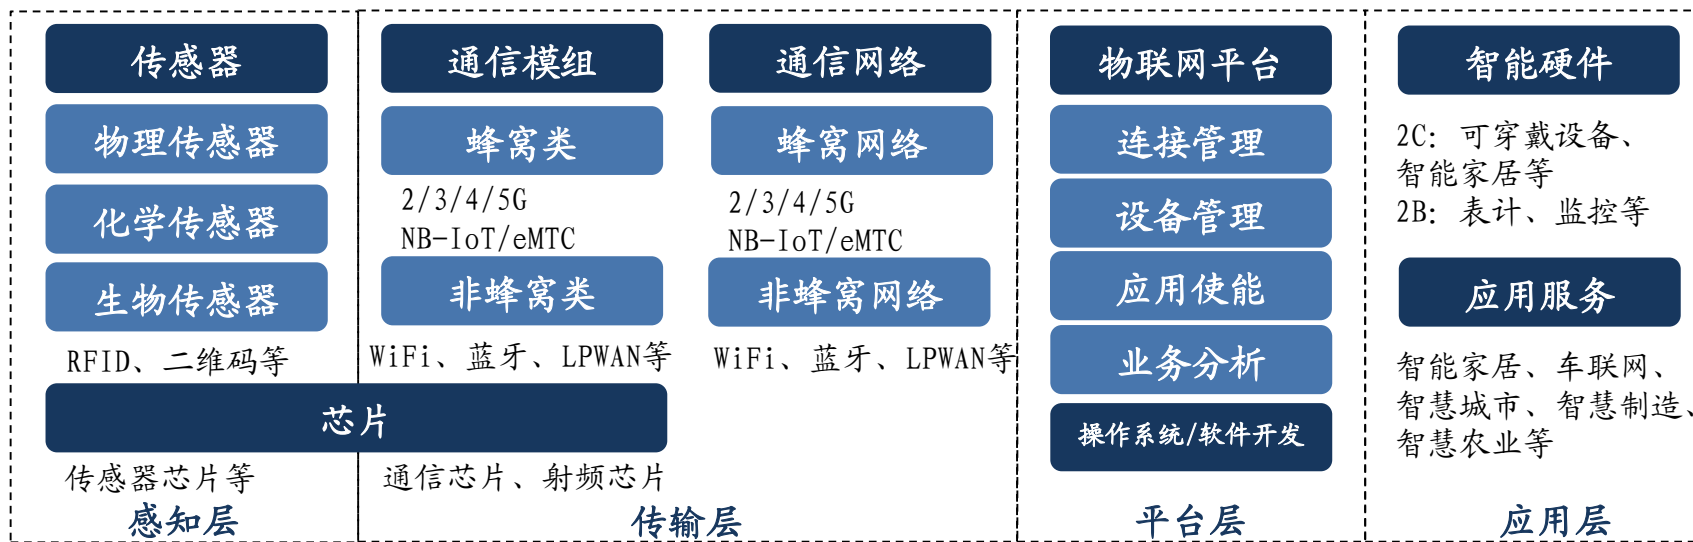 传感器
物理传感器
化学传感器
生物传感器
RFID、二维码等
通信模组
蜂窝类
2/3/4/5G
NB-IoT/eMTC
非蜂窝类
WiFi、蓝牙、LPWAN等
通信网络
蜂窝网络
2/3/4/5G
NB-IoT/eMTC
非蜂窝网络
WiFi、蓝牙、LPWAN等
芯片
传感器芯片等
通信芯片、射频芯片
感知层
传输层
物联网平台
连接管理
设备管理
应用使能
业务分析
操作系统/软件开发
平台层
智能硬件
2C: 可穿戴设备、
智能家居等
2B: 表计、监控等
应用服务
智能家居、车联网、
智慧城市、智慧制造、
智慧农业等
应用层